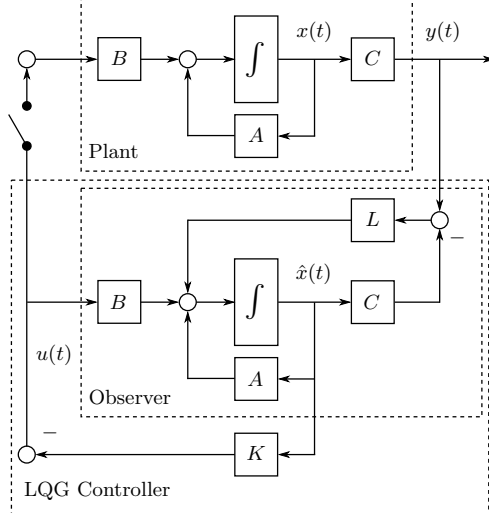 x(t) y(t)
B ∫ C
A
Plant
L
−
x̂(t)
B ∫ C
u(t)
A
Observer
−
K
LQG Controller